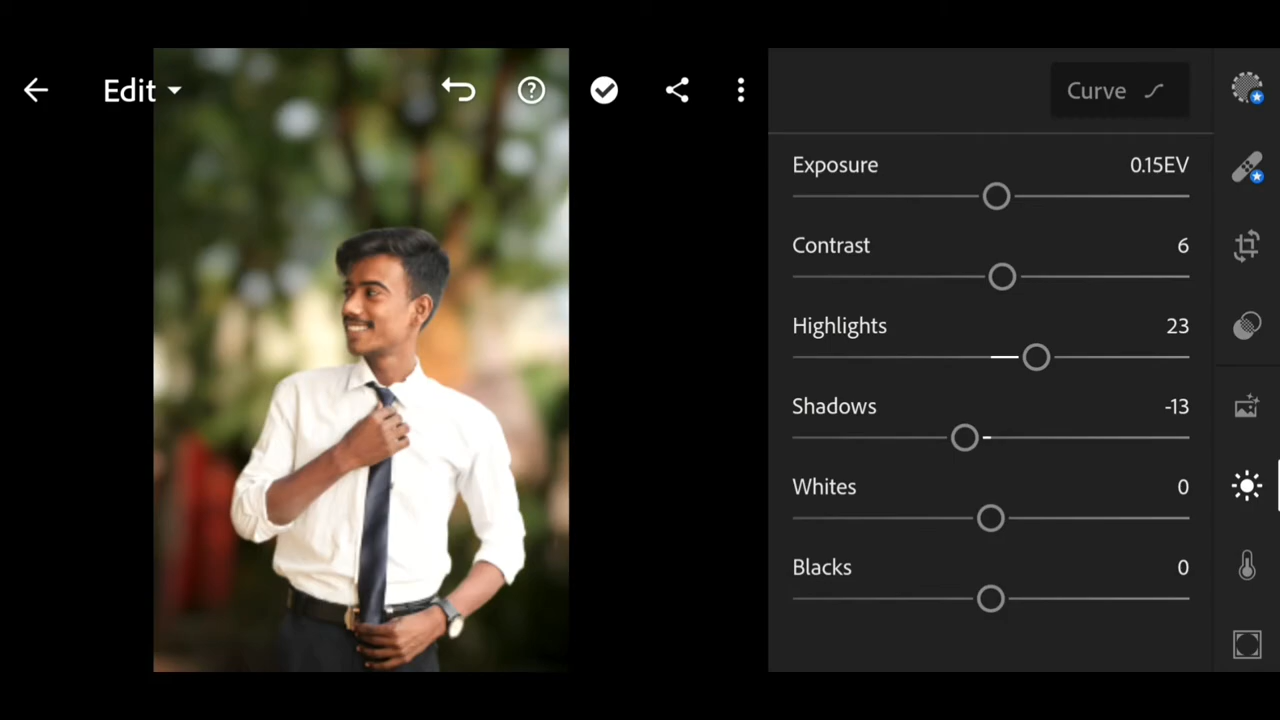 Edit
Curve
Exposure 0.15EV
Contrast 6
Highlights 23
Shadows -13
Whites 0
Blacks 0